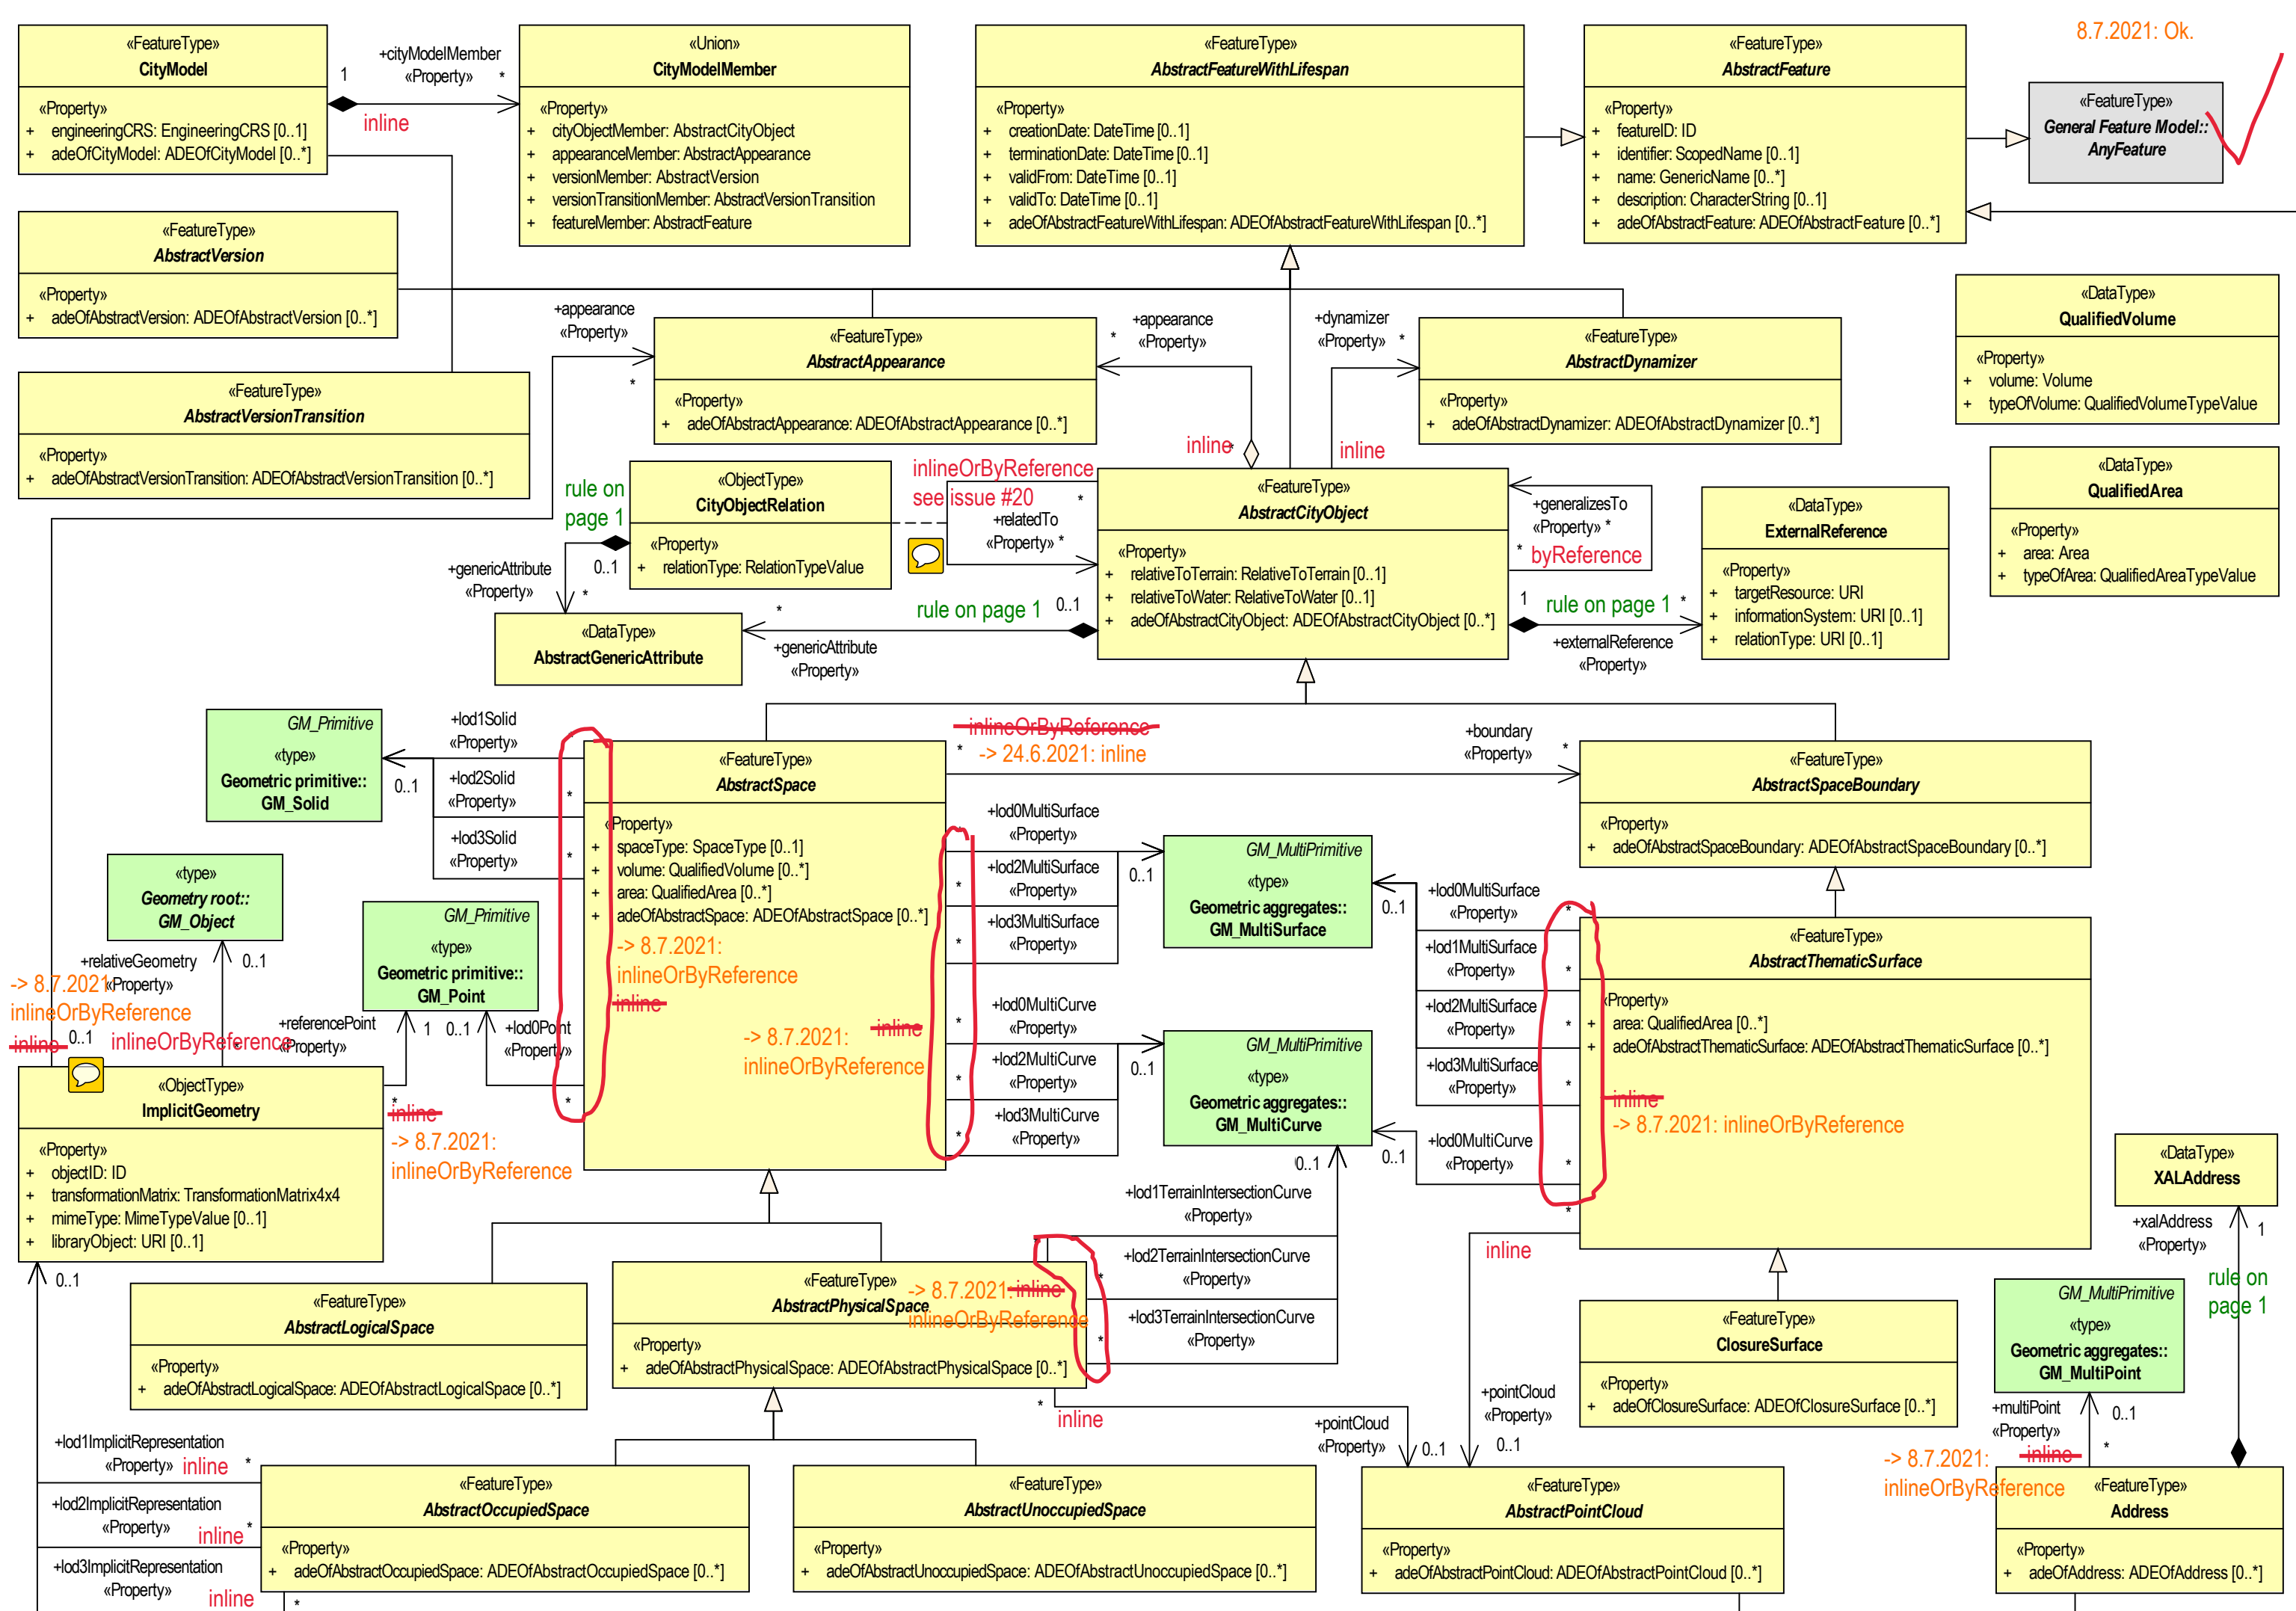 «FeatureType»
CityModel
«Property»
+ engineeringCRS: EngineeringCRS [0..1]
+ adeOfCityModel: ADEOfCityModel [0..*]
1
+cityModelMember
«Property»
*
inline
«Union»
CityModelMember
«Property»
+ cityObjectMember: AbstractCityObject
+ appearanceMember: AbstractAppearance
+ versionMember: AbstractVersion
+ versionTransitionMember: AbstractVersionTransition
+ featureMember: AbstractFeature
«FeatureType»
AbstractFeatureWithLifespan
«Property»
+ creationDate: DateTime [0..1]
+ terminationDate: DateTime [0..1]
+ validFrom: DateTime [0..1]
+ validTo: DateTime [0..1]
+ adeOfAbstractFeatureWithLifespan: ADEOfAbstractFeatureWithLifespan [0..*]
«FeatureType»
AbstractFeature
«Property»
+ featureID: ID
+ identifier: ScopedName [0..1]
+ name: GenericName [0..*]
+ description: CharacterString [0..1]
+ adeOfAbstractFeature: ADEOfAbstractFeature [0..*]
8.7.2021: Ok.
«FeatureType»
General Feature Model::
AnyFeature
«FeatureType»
AbstractVersion
«Property»
+ adeOfAbstractVersion: ADEOfAbstractVersion [0..*]
«FeatureType»
AbstractVersionTransition
«Property»
+ adeOfAbstractVersionTransition: ADEOfAbstractVersionTransition [0..*]
+appearance
«Property»
*
«FeatureType»
AbstractAppearance
«Property»
+ adeOfAbstractAppearance: ADEOfAbstractAppearance [0..*]
+appearance
* «Property»
inline
*
+dynamizer
«Property» *
inline
«FeatureType»
AbstractDynamizer
«Property»
+ adeOfAbstractDynamizer: ADEOfAbstractDynamizer [0..*]
«DataType»
QualifiedVolume
«Property»
+ volume: Volume
+ typeOfVolume: QualifiedVolumeTypeValue
«DataType»
QualifiedArea
«Property»
+ area: Area
+ typeOfArea: QualifiedAreaTypeValue
rule on
page 1
«ObjectType»
CityObjectRelation
«Property»
+ relationType: RelationTypeValue
0..1
+genericAttribute
«Property» *
inlineOrByReference
see issue #20
*
+relatedTo
«Property» *
«FeatureType»
AbstractCityObject
«Property»
+ relativeToTerrain: RelativeToTerrain [0..1]
+ relativeToWater: RelativeToWater [0..1]
+ adeOfAbstractCityObject: ADEOfAbstractCityObject [0..*]
+generalizesTo
«Property» *
* byReference
«DataType»
ExternalReference
«Property»
+ targetResource: URI
+ informationSystem: URI [0..1]
+ relationType: URI [0..1]
1 rule on page 1 *
+externalReference
«Property»
«DataType»
AbstractGenericAttribute
* rule on page 1 0..1
+genericAttribute
«Property»
GM_Primitive
«type»
Geometric primitive::
GM_Solid
+lod1Solid
«Property»
*
0..1
+lod2Solid
«Property» *
+lod3Solid
«Property» *
«FeatureType»
AbstractSpace
«Property»
+ spaceType: SpaceType [0..1]
+ volume: QualifiedVolume [0..*]
+ area: QualifiedArea [0..*]
+ adeOfAbstractSpace: ADEOfAbstractSpace [0..*]
-> 8.7.2021:
inlineOrByReference
inline
inline
-> 8.7.2021:
inlineOrByReference
inlineOrByReference
* -> 24.6.2021: inline
+boundary
«Property» *
«FeatureType»
AbstractSpaceBoundary
«Property»
+ adeOfAbstractSpaceBoundary: ADEOfAbstractSpaceBoundary [0..*]
«type»
Geometry root::
GM_Object
+relativeGeometry
«Property»
0..1
-> 8.7.2021:
inlineOrByReference
inline 0..1
inlineOrByReference
*
GM_Primitive
«type»
Geometric primitive::
GM_Point
+referencePoint
«Property»
1
0..1
+lod0Point
«Property»
*
*
inline
-> 8.7.2021:
inlineOrByReference
+lod0MultiSurface
«Property»
*
+lod2MultiSurface
«Property»
*
+lod3MultiSurface
«Property»
*
0..1
GM_MultiPrimitive
«type»
Geometric aggregates::
GM_MultiSurface
+lod0MultiCurve
«Property»
*
+lod2MultiCurve
«Property»
*
+lod3MultiCurve
«Property»
*
0..1
GM_MultiPrimitive
«type»
Geometric aggregates::
GM_MultiCurve
0..1
+lod0MultiSurface
«Property»
*
+lod1MultiSurface
«Property»
*
+lod2MultiSurface
«Property»
*
+lod3MultiSurface
«Property»
*
+lod0MultiCurve
«Property»
*
0..1
«FeatureType»
AbstractThematicSurface
«Property»
+ area: QualifiedArea [0..*]
+ adeOfAbstractThematicSurface: ADEOfAbstractThematicSurface [0..*]
inline
-> 8.7.2021: inlineOrByReference
*
inline
«ObjectType»
ImplicitGeometry
«Property»
+ objectID: ID
+ transformationMatrix: TransformationMatrix4x4
+ mimeType: MimeTypeValue [0..1]
+ libraryObject: URI [0..1]
0..1
0..1
+lod1TerrainIntersectionCurve
«Property»
*
+lod2TerrainIntersectionCurve
«Property»
*
+lod3TerrainIntersectionCurve
«Property»
*
«DataType»
XALAddress
+xalAddress
«Property»
1
rule on
page 1
«FeatureType»
AbstractLogicalSpace
«Property»
+ adeOfAbstractLogicalSpace: ADEOfAbstractLogicalSpace [0..*]
«FeatureType»
AbstractPhysicalSpace
«Property»
+ adeOfAbstractPhysicalSpace: ADEOfAbstractPhysicalSpace [0..*]
-> 8.7.2021: inline
inlineOrByReference
*
inline
+pointCloud
«Property»
0..1
+pointCloud
«Property»
0..1
«FeatureType»
ClosureSurface
«Property»
+ adeOfClosureSurface: ADEOfClosureSurface [0..*]
GM_MultiPrimitive
«type»
Geometric aggregates::
GM_MultiPoint
+multiPoint
«Property»
0..1
*
inline
-> 8.7.2021:
inlineOrByReference
+lod1ImplicitRepresentation
«Property» inline *
+lod2ImplicitRepresentation
«Property» inline *
+lod3ImplicitRepresentation
«Property» inline
*
«FeatureType»
AbstractOccupiedSpace
«Property»
+ adeOfAbstractOccupiedSpace: ADEOfAbstractOccupiedSpace [0..*]
«FeatureType»
AbstractUnoccupiedSpace
«Property»
+ adeOfAbstractUnoccupiedSpace: ADEOfAbstractUnoccupiedSpace [0..*]
«FeatureType»
AbstractPointCloud
«Property»
+ adeOfAbstractPointCloud: ADEOfAbstractPointCloud [0..*]
«FeatureType»
Address
«Property»
+ adeOfAddress: ADEOfAddress [0..*]